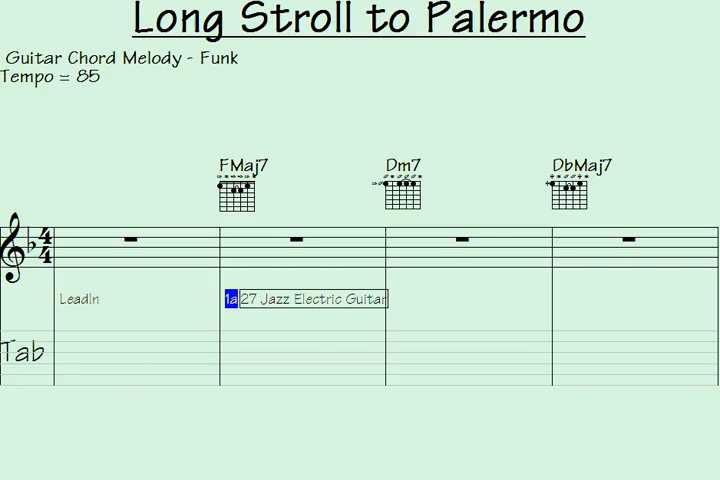 Long Stroll to Palermo
Guitar Chord Melody - Funk
Tempo = 85
FMaj7 Dm7 DbMaj7
4
4
LeadIn 1a 27 Jazz Electric Guitar
Tab